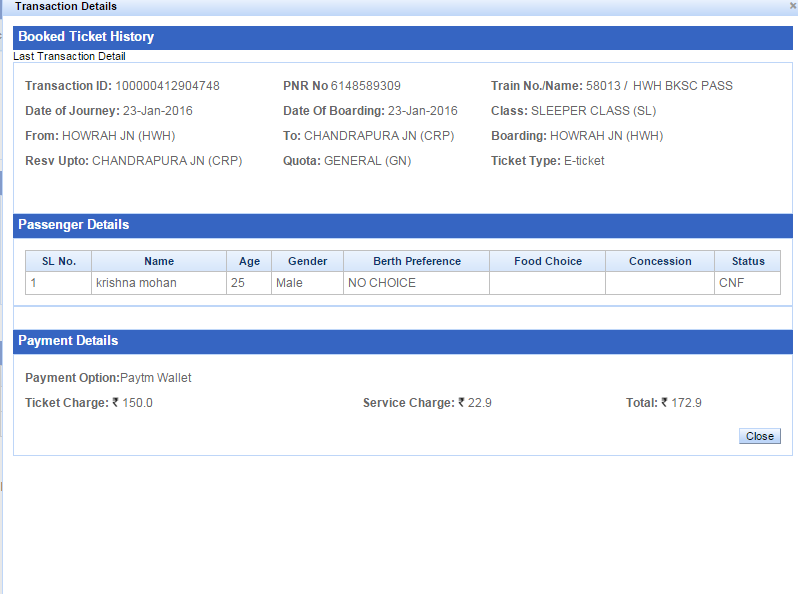 Transaction Details
Booked Ticket History
Last Transaction Detail
Transaction ID: 100000412904748 PNR No 6148589309 Train No./Name: 58013 / HWH BKSC PASS
Date of Journey: 23-Jan-2016 Date Of Boarding: 23-Jan-2016 Class: SLEEPER CLASS (SL)
From: HOWRAH JN (HWH) To: CHANDRAPURA JN (CRP) Boarding: HOWRAH JN (HWH)
Resv Upto: CHANDRAPURA JN (CRP) Quota: GENERAL (GN) Ticket Type: E-ticket
Passenger Details
SL No. Name Age Gender Berth Preference Food Choice Concession Status
1 krishna mohan 25 Male NO CHOICE CNF
Payment Details
Payment Option:Paytm Wallet
Ticket Charge: ₹ 150.0 Service Charge: ₹ 22.9 Total: ₹ 172.9
Close